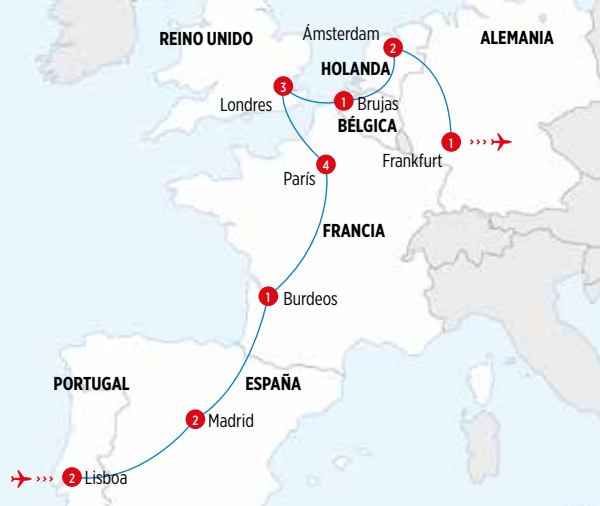 REINO UNIDO
Ámsterdam
ALEMANIA
2
HOLANDA
3
Londres
1
Brujas
BÉLGICA
1
Frankfurt
4
París
FRANCIA
1
Burdeos
PORTUGAL
ESPAÑA
2
Madrid
2
Lisboa